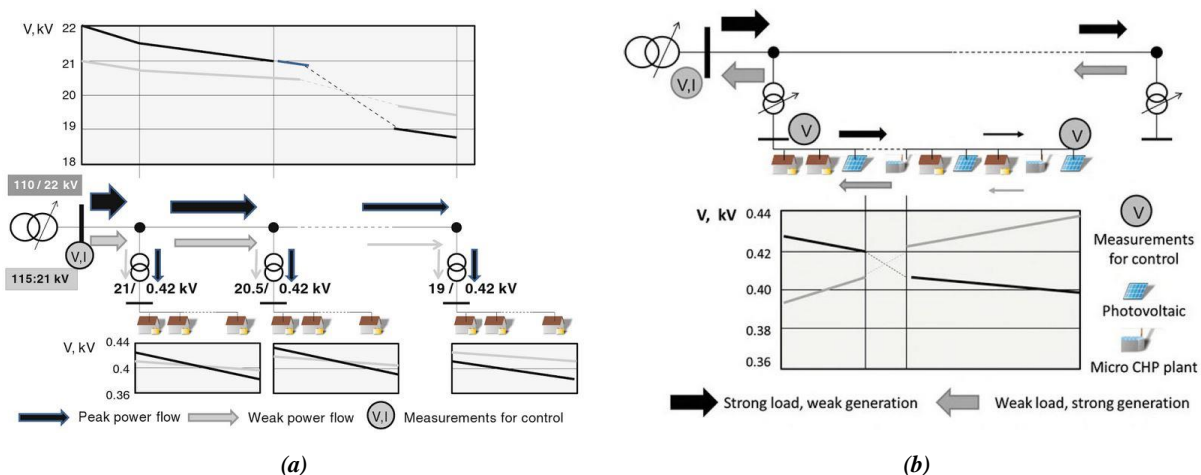 V, kV
22
21
20
19
18
110 / 22 kV
V,I
115:21 kV
21/ 0.42 kV
20.5/ 0.42 kV
19 / 0.42 kV
V, kV
0.44
0.4
0.36
Peak power flow
Weak power flow
V,I
Measurements for control
(a)
V,I
V
V
V, kV
0.44
0.42
0.40
0.38
0.36
V
Measurements
for control
Photovoltaic
Micro CHP plant
Strong load, weak generation
Weak load, strong generation
(b)